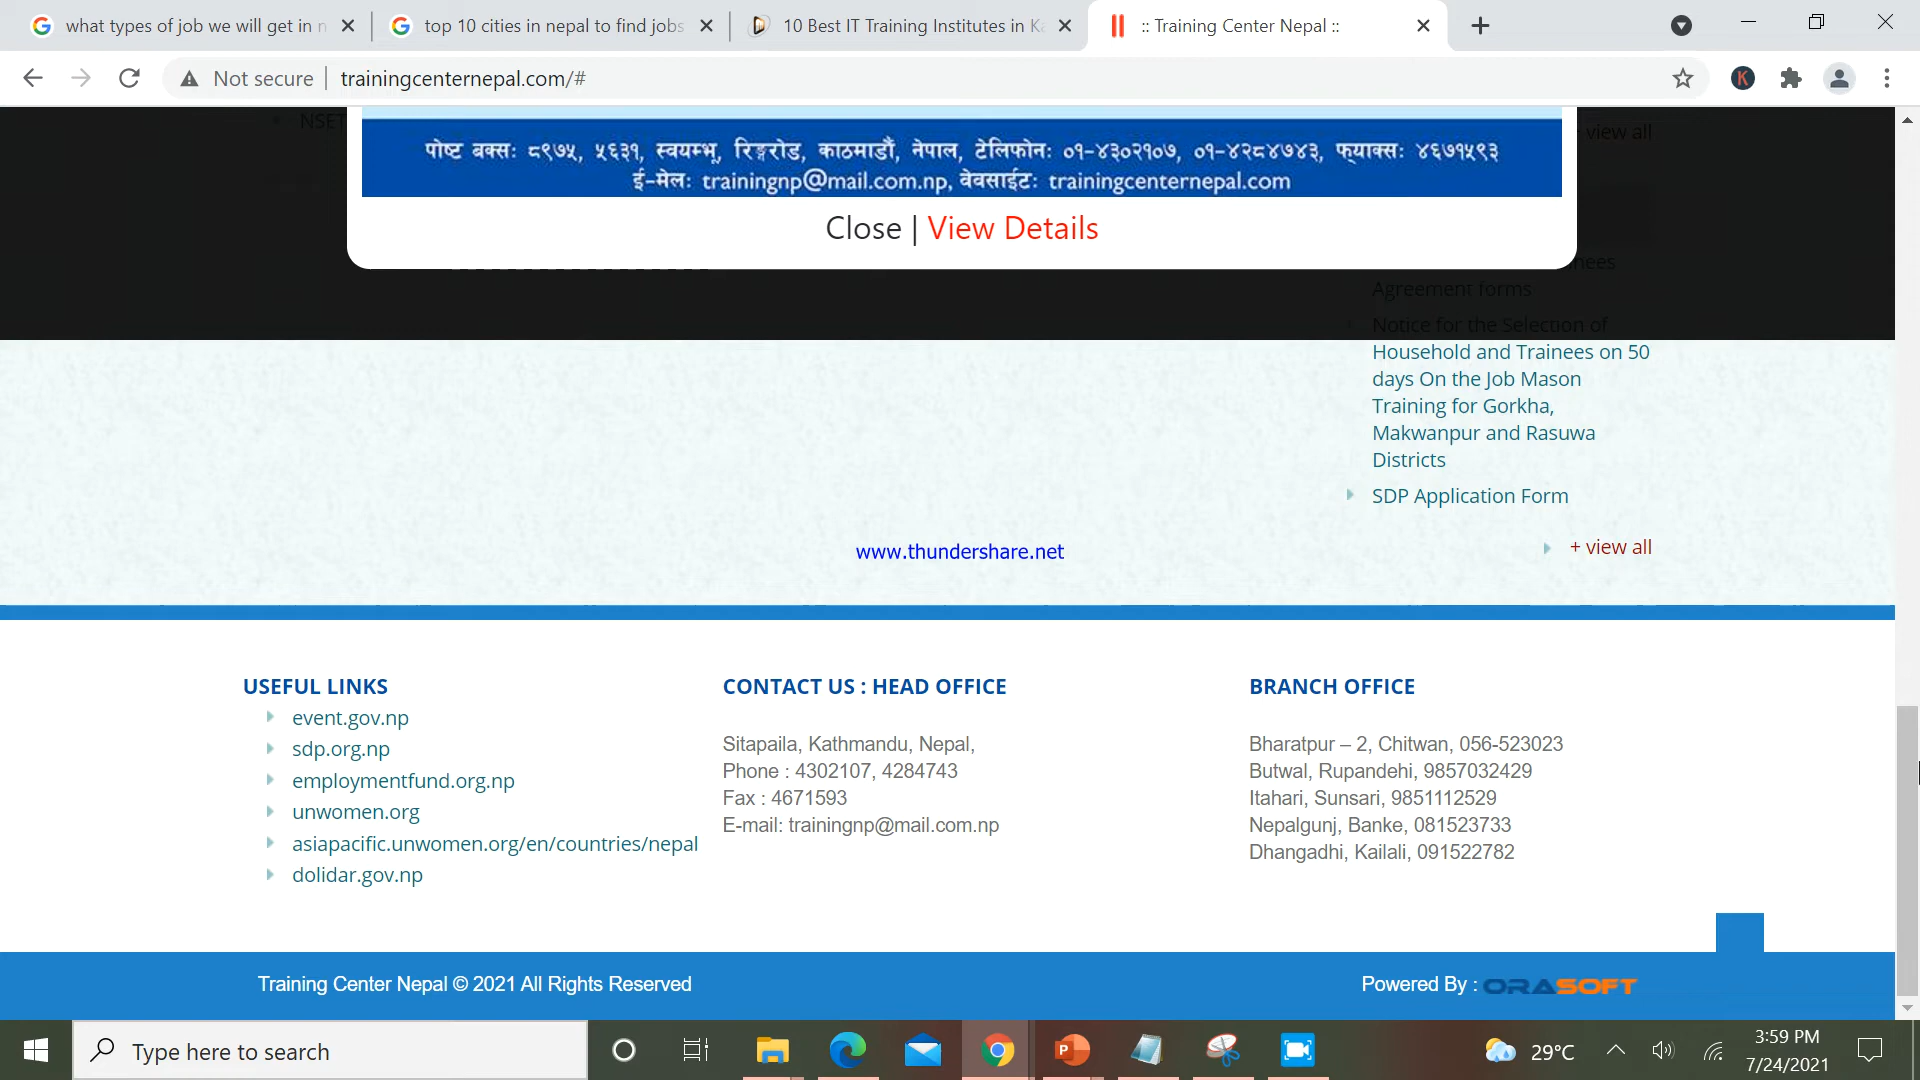 what types of job we will get in n
top 10 cities in nepal to find jobs
10 Best IT Training Institutes in Ka
:: Training Center Nepal ::
Not secure
trainingcenternepal.com/#
NSET
view all
पोष्ट बक्सः ८९७५, ५६३१, स्वयम्भू, रिङ्गरोड, काठमाडौं, नेपाल, टेलिफोनः ०१-४३०२१०७, ०१-४२८४७४३, फ्याक्सः ४६७१५९३
ई-मेलः trainingnp@mail.com.np, वेवसाईटः trainingcenternepal.com
Close | View Details
nees
Agreement forms
Notice for the Selection of
Household and Trainees on 50
days On the Job Mason
Training for Gorkha,
Makwanpur and Rasuwa
Districts
SDP Application Form
www.thundershare.net
+ view all
USEFUL LINKS
event.gov.np
sdp.org.np
employmentfund.org.np
unwomen.org
asiapacific.unwomen.org/en/countries/nepal
dolidar.gov.np
CONTACT US : HEAD OFFICE
Sitapaila, Kathmandu, Nepal,
Phone : 4302107, 4284743
Fax : 4671593
E-mail: trainingnp@mail.com.np
BRANCH OFFICE
Bharatpur – 2, Chitwan, 056-523023
Butwal, Rupandehi, 9857032429
Itahari, Sunsari, 9851112529
Nepalgunj, Banke, 081523733
Dhangadhi, Kailali, 091522782
Training Center Nepal © 2021 All Rights Reserved
Powered By : ORASOFT
Type here to search
29°C
3:59 PM
7/24/2021